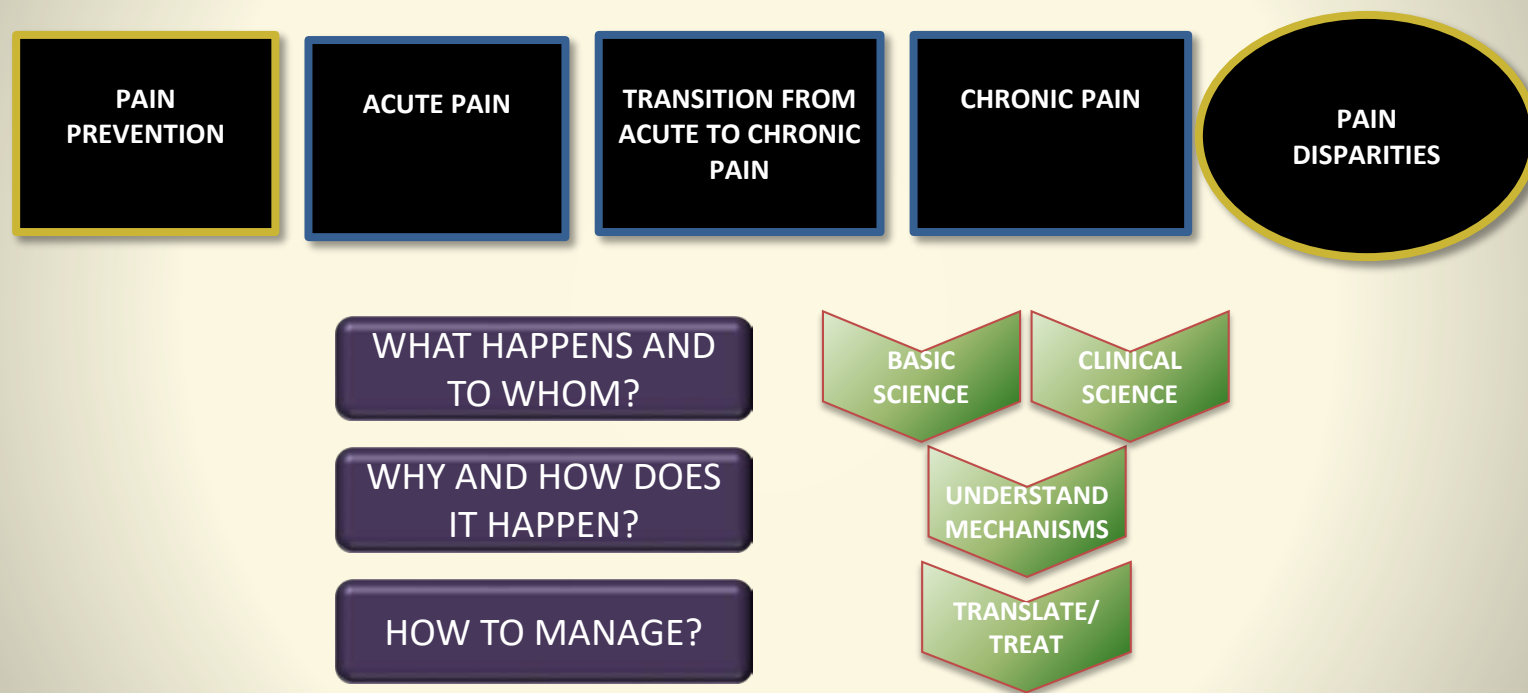 PAIN
PREVENTION
ACUTE PAIN
TRANSITION FROM
ACUTE TO CHRONIC
PAIN
CHRONIC PAIN
PAIN
DISPARITIES
WHAT HAPPENS AND
TO WHOM?
BASIC
SCIENCE
CLINICAL
SCIENCE
WHY AND HOW DOES
IT HAPPEN?
UNDERSTAND
MECHANISMS
HOW TO MANAGE?
TRANSLATE/
TREAT